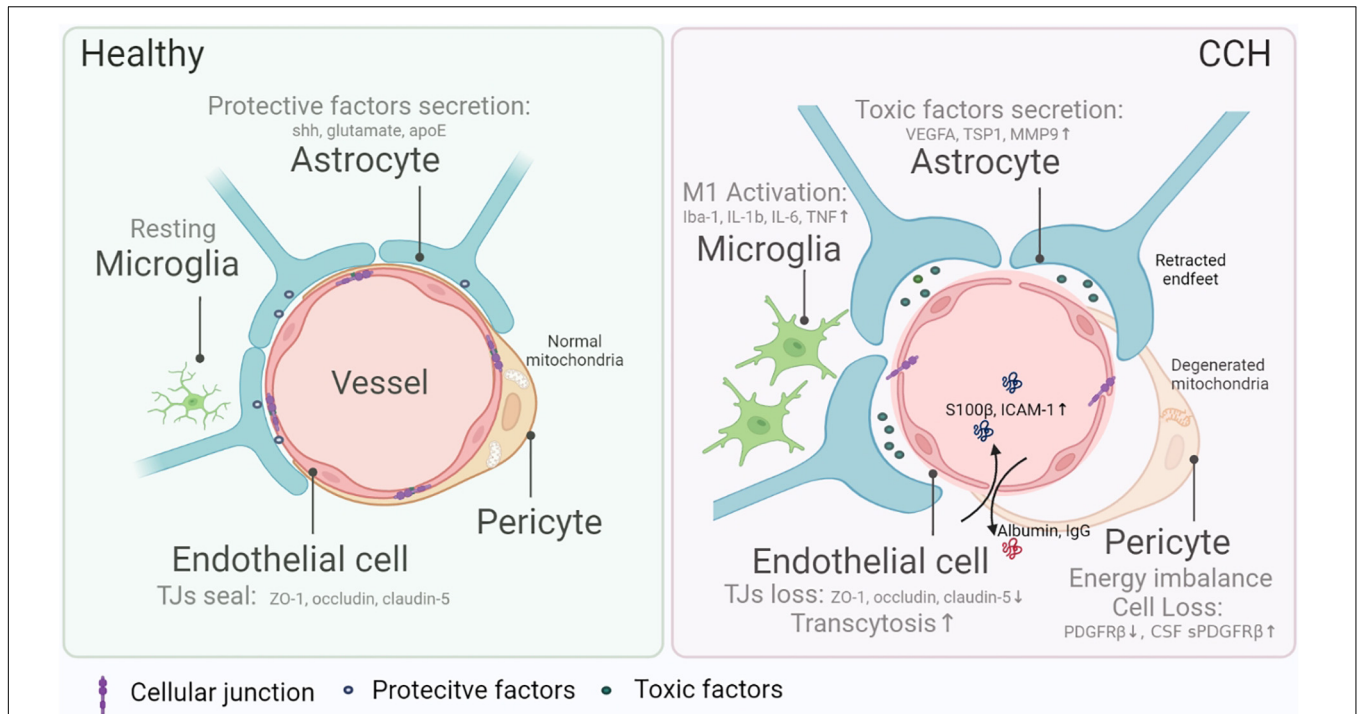 Healthy
Protective factors secretion:
shh, glutamate, apoE
Astrocyte
Resting
Microglia
Normal
mitochondria
Vessel
Pericyte
Endothelial cell
TJs seal: ZO-1, occludin, claudin-5
CCH
Toxic factors secretion:
VEGFA, TSP1, MMP9↑
Astrocyte
M1 Activation:
Iba-1, IL-1b, IL-6, TNF↑
Microglia
Retracted
endfeet
Degenerated
mitochondria
S100β, ICAM-1↑
Albumin, IgG
Endothelial cell
TJs loss: ZO-1, occludin, claudin-5↓
Transcytosis↑
Pericyte
Energy imbalance
Cell Loss:
PDGFRβ↓, CSF sPDGFRβ↑
Cellular junction
Protecitve factors
Toxic factors